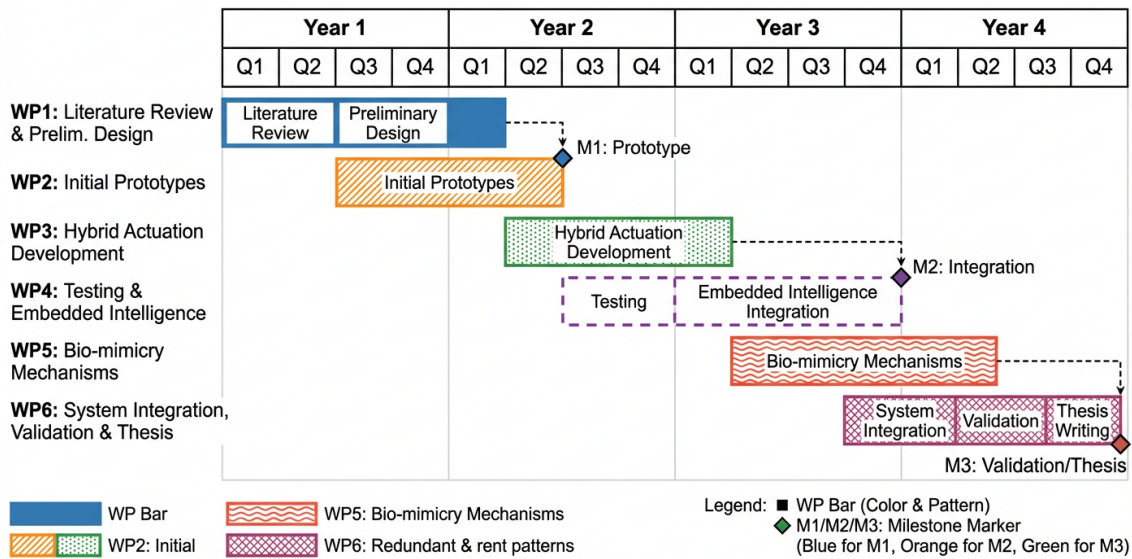 Year 1 Year 2 Year 3 Year 4
Q1 Q2 Q3 Q4 Q1 Q2 Q3 Q4 Q1 Q2 Q3 Q4 Q1 Q2 Q3 Q4
WP1: Literature Review
& Prelim. Design
Literature
Review
Preliminary
Design
M1: Prototype
WP2: Initial Prototypes
Initial Prototypes
WP3: Hybrid Actuation
Development
Hybrid Actuation
Development
M2: Integration
WP4: Testing &
Embedded Intelligence
Testing
Embedded Intelligence
Integration
WP5: Bio-mimicry
Mechanisms
Bio-mimicry Mechanisms
WP6: System Integration,
Validation & Thesis
System
Integration
Validation
Thesis
Writing
M3: Validation/Thesis
WP Bar
WP2: Initial
WP5: Bio-mimicry Mechanisms
WP6: Redundant & rent patterns
Legend: ■ WP Bar (Color & Pattern)
M1/M2/M3: Milestone Marker
(Blue for M1, Orange for M2, Green for M3)